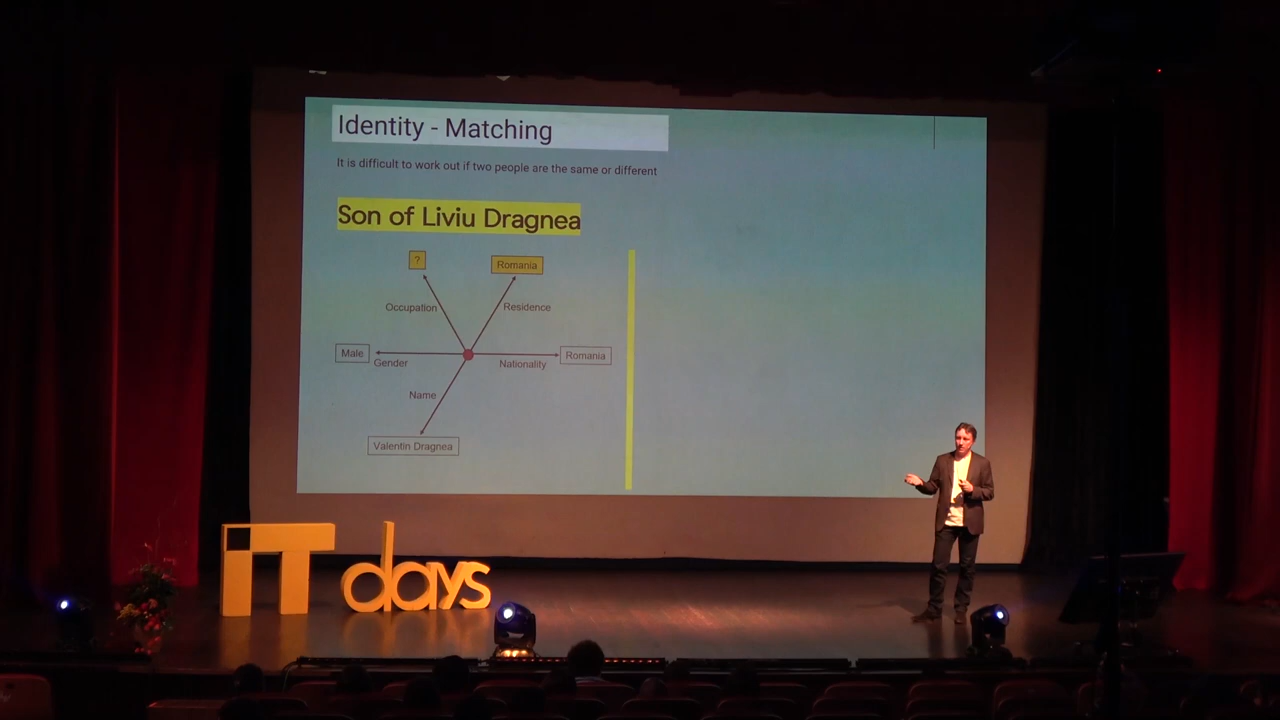 Identity - Matching
It is difficult to work out if two people are the same or different
Son of Liviu Dragnea
?
Romania
Occupation
Residence
Male
Gender
Nationality
Romania
Name
Valentin Dragnea
iT days